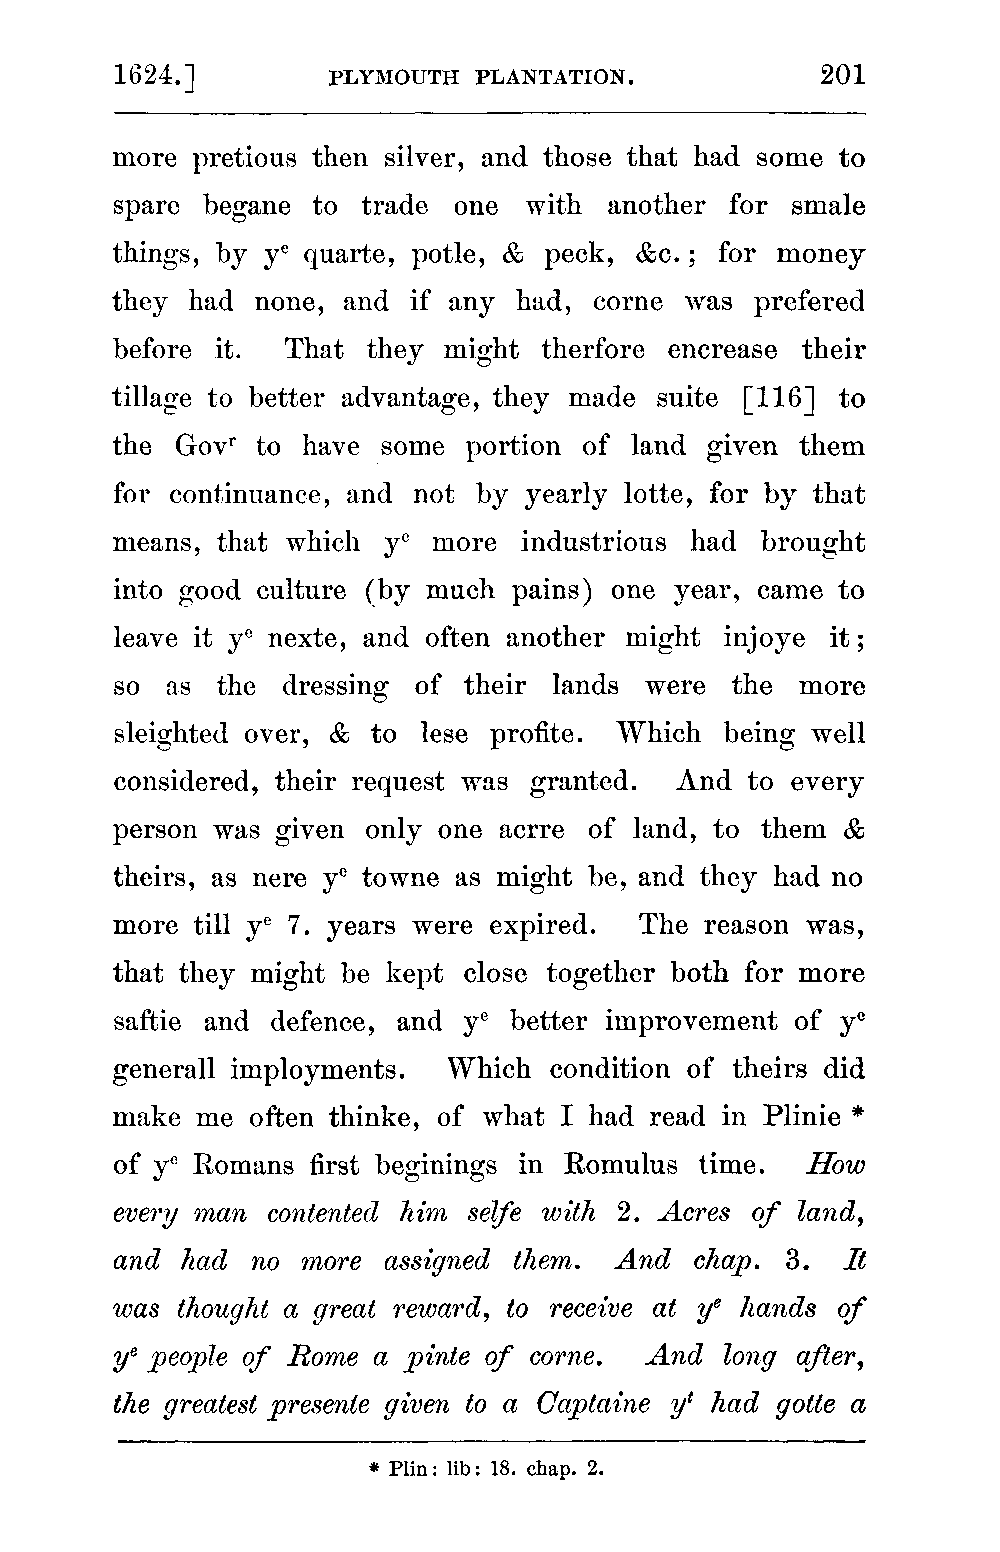 1624.] PLYMOUTH PLANTATION. 201
more pretious then silver, and those that had some to
spare begane to trade one with another for smale
things, by yᵉ quarte, potle, & peck, &c.; for money
they had none, and if any had, corne was prefered
before it. That they might therfore encrease their
tillage to better advantage, they made suite [116] to
the Govʳ to have some portion of land given them
for continuance, and not by yearly lotte, for by that
means, that which yᵉ more industrious had brought
into good culture (by much pains) one year, came to
leave it yᵉ nexte, and often another might injoye it;
so as the dressing of their lands were the more
sleighted over, & to lese profite. Which being well
considered, their request was granted. And to every
person was given only one acrre of land, to them &
theirs, as nere yᵉ towne as might be, and they had no
more till yᵉ 7. years were expired. The reason was,
that they might be kept close together both for more
saftie and defence, and yᵉ better improvement of yᵉ
generall imployments. Which condition of theirs did
make me often thinke, of what I had read in Plinie *
of yᵉ Romans first beginings in Romulus time. How
every man contented him selfe with 2. Acres of land,
and had no more assigned them. And chap. 3. It
was thought a great reward, to receive at yᵉ hands of
yᵉ people of Rome a pinte of corne. And long after,
the greatest presente given to a Captaine yᵗ had gotte a
* Plin: lib: 18. chap. 2.